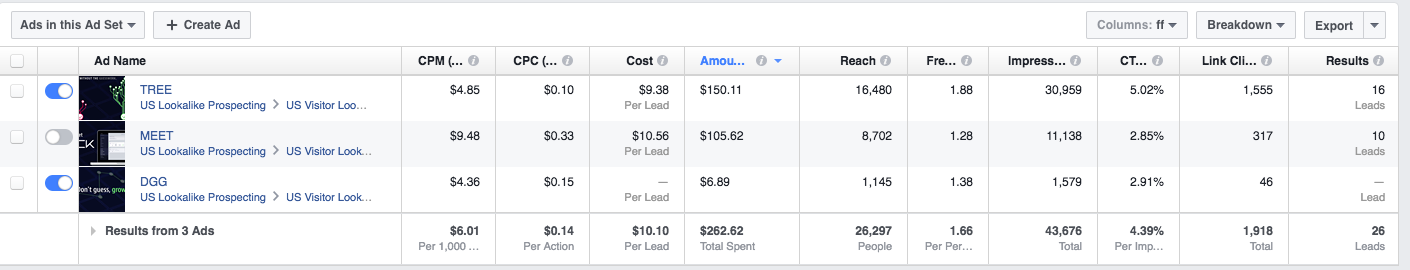 Ads in this Ad Set
+ Create Ad
Columns: ff
Breakdown
Export
Ad Name CPM (... CPC (... Cost Amou... Reach Fre... Impress... CT... Link Cli... Results
TREE $4.85 $0.10 $9.38 $150.11 16,480 1.88 30,959 5.02% 1,555 16
US Lookalike Prospecting > US Visitor Loo... Per Lead Leads
MEET $9.48 $0.33 $10.56 $105.62 8,702 1.28 11,138 2.85% 317 10
US Lookalike Prospecting > US Visitor Look... Per Lead Leads
DGG $4.36 $0.15 — $6.89 1,145 1.38 1,579 2.91% 46 —
US Lookalike Prospecting > US Visitor Look... Per Lead Lead
on't guess, grow
Results from 3 Ads $6.01 $0.14 $10.10 $262.62 26,297 1.66 43,676 4.39% 1,918 26
Per 1,000 ... Per Action Per Lead Total Spent People Per Per... Total Per Imp... Total Leads